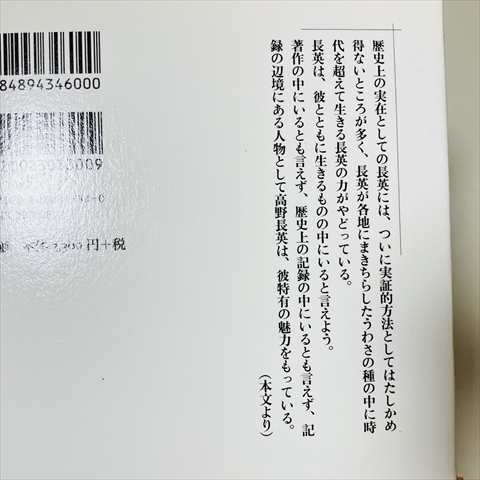 歴史上の実在としての長英には、ついに実証的方法としてはたしかめ
得ないところが多く、長英が各地にまきちらしたうわさの種の中に時
代を超えて生きる長英の力がやどっている。
長英は、彼とともに生きるものの中にいると言えよう。
著作の中にいるとも言えず、歴史上の記録の中にいるとも言えず、記
録の辺境にある人物として高野長英は、彼特有の魅力をもっている。
(本文より)
84894346000
円+税